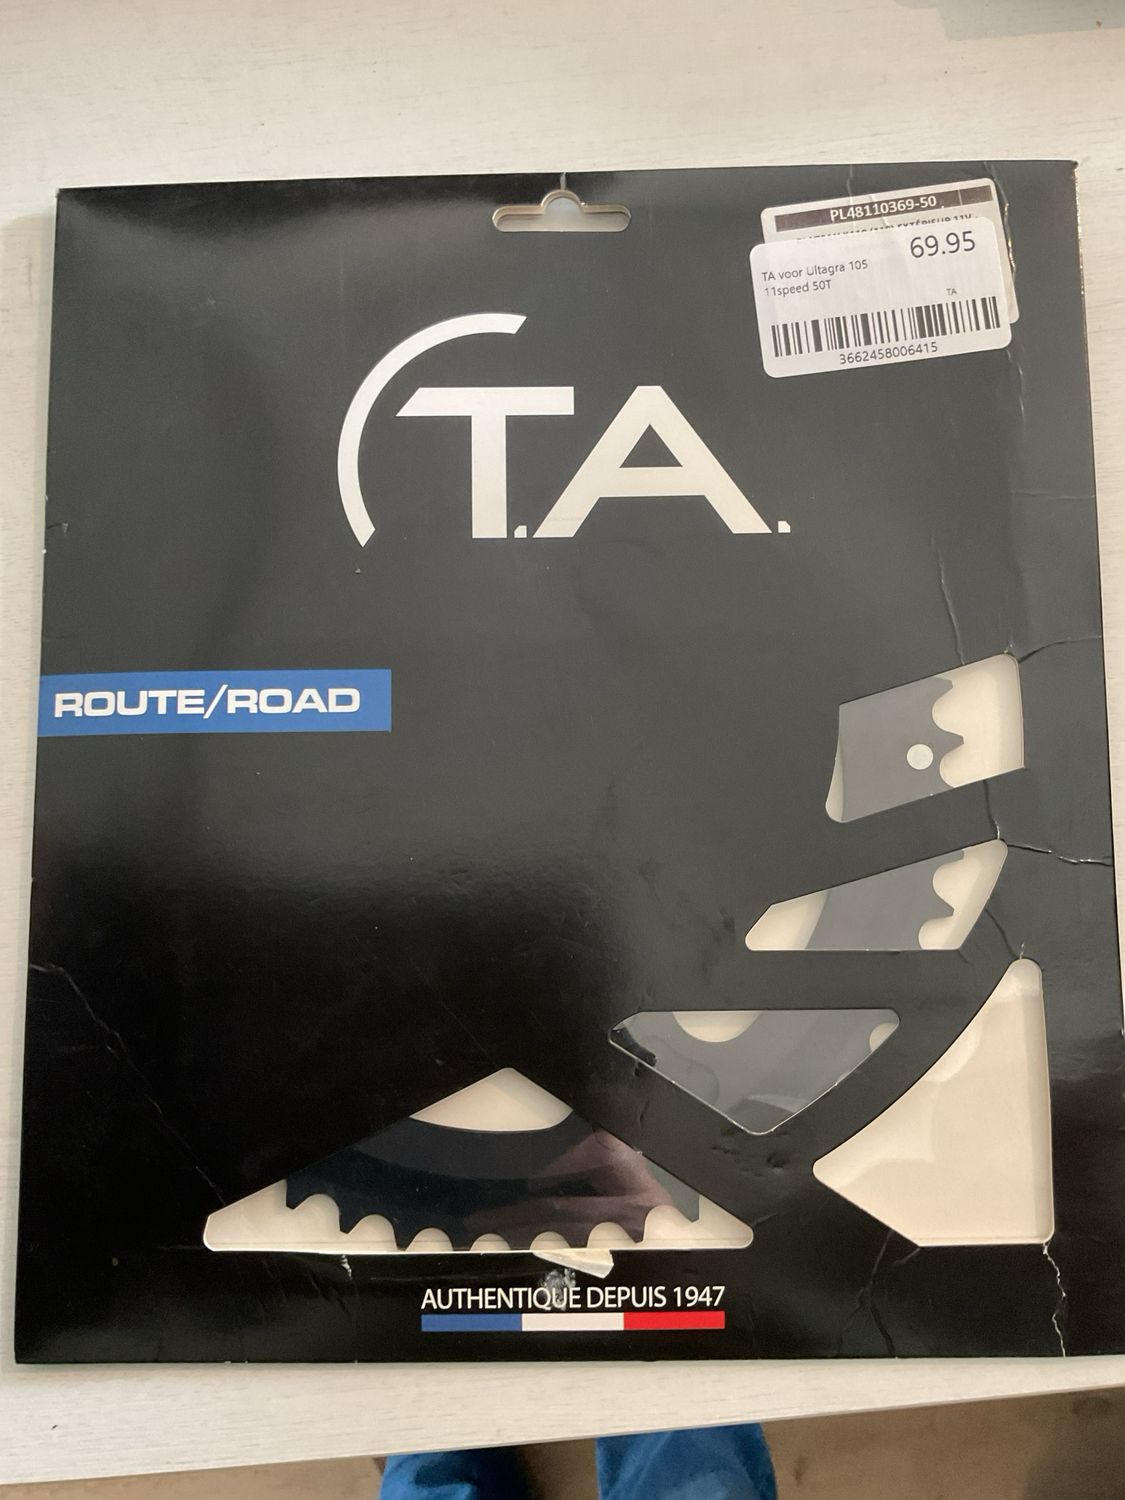 PL48110369-50
69.95
TA voor Ultagra 105
11speed 50T
TA
3662458006415
T.A.
ROUTE/ROAD
AUTHENTIQUE DEPUIS 1947